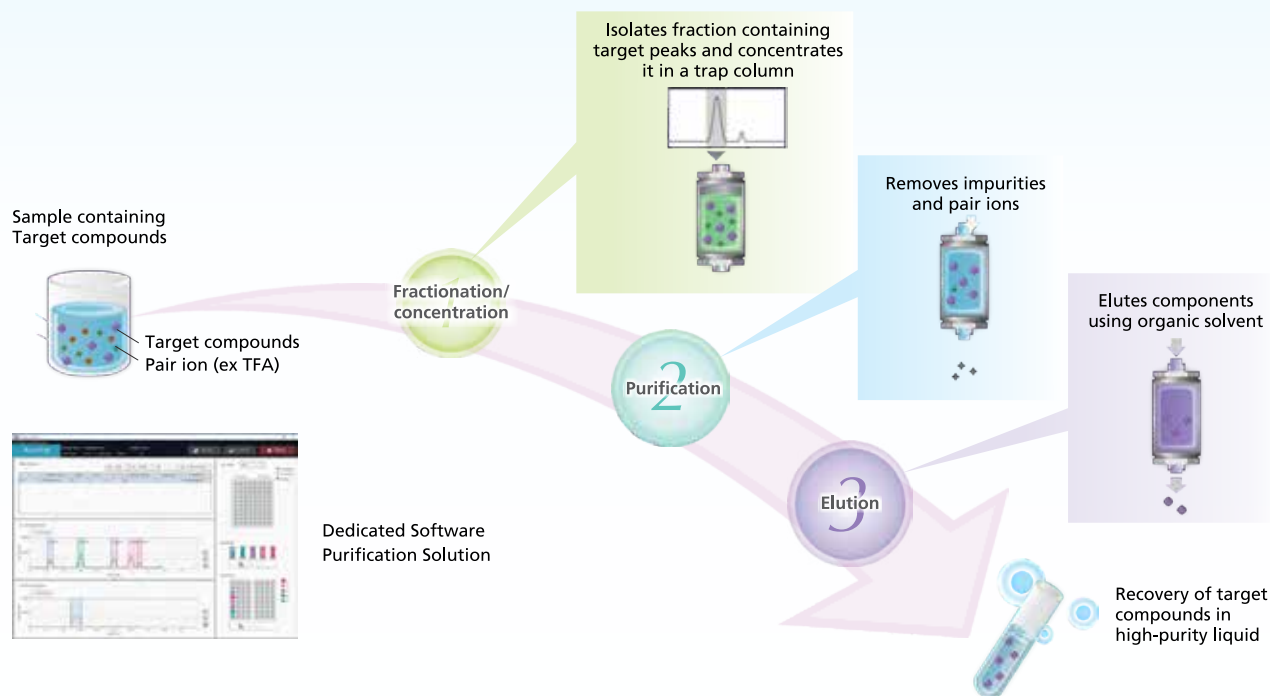 Isolates fraction containing
target peaks and concentrates
it in a trap column
Removes impurities
and pair ions
Sample containing
Target compounds
Elutes components
using organic solvent
1
Fractionation/
concentration
Target compounds
Pair ion (ex TFA)
2
Purification
3
Elution
Dedicated Software
Purification Solution
Recovery of target
compounds in
high-purity liquid